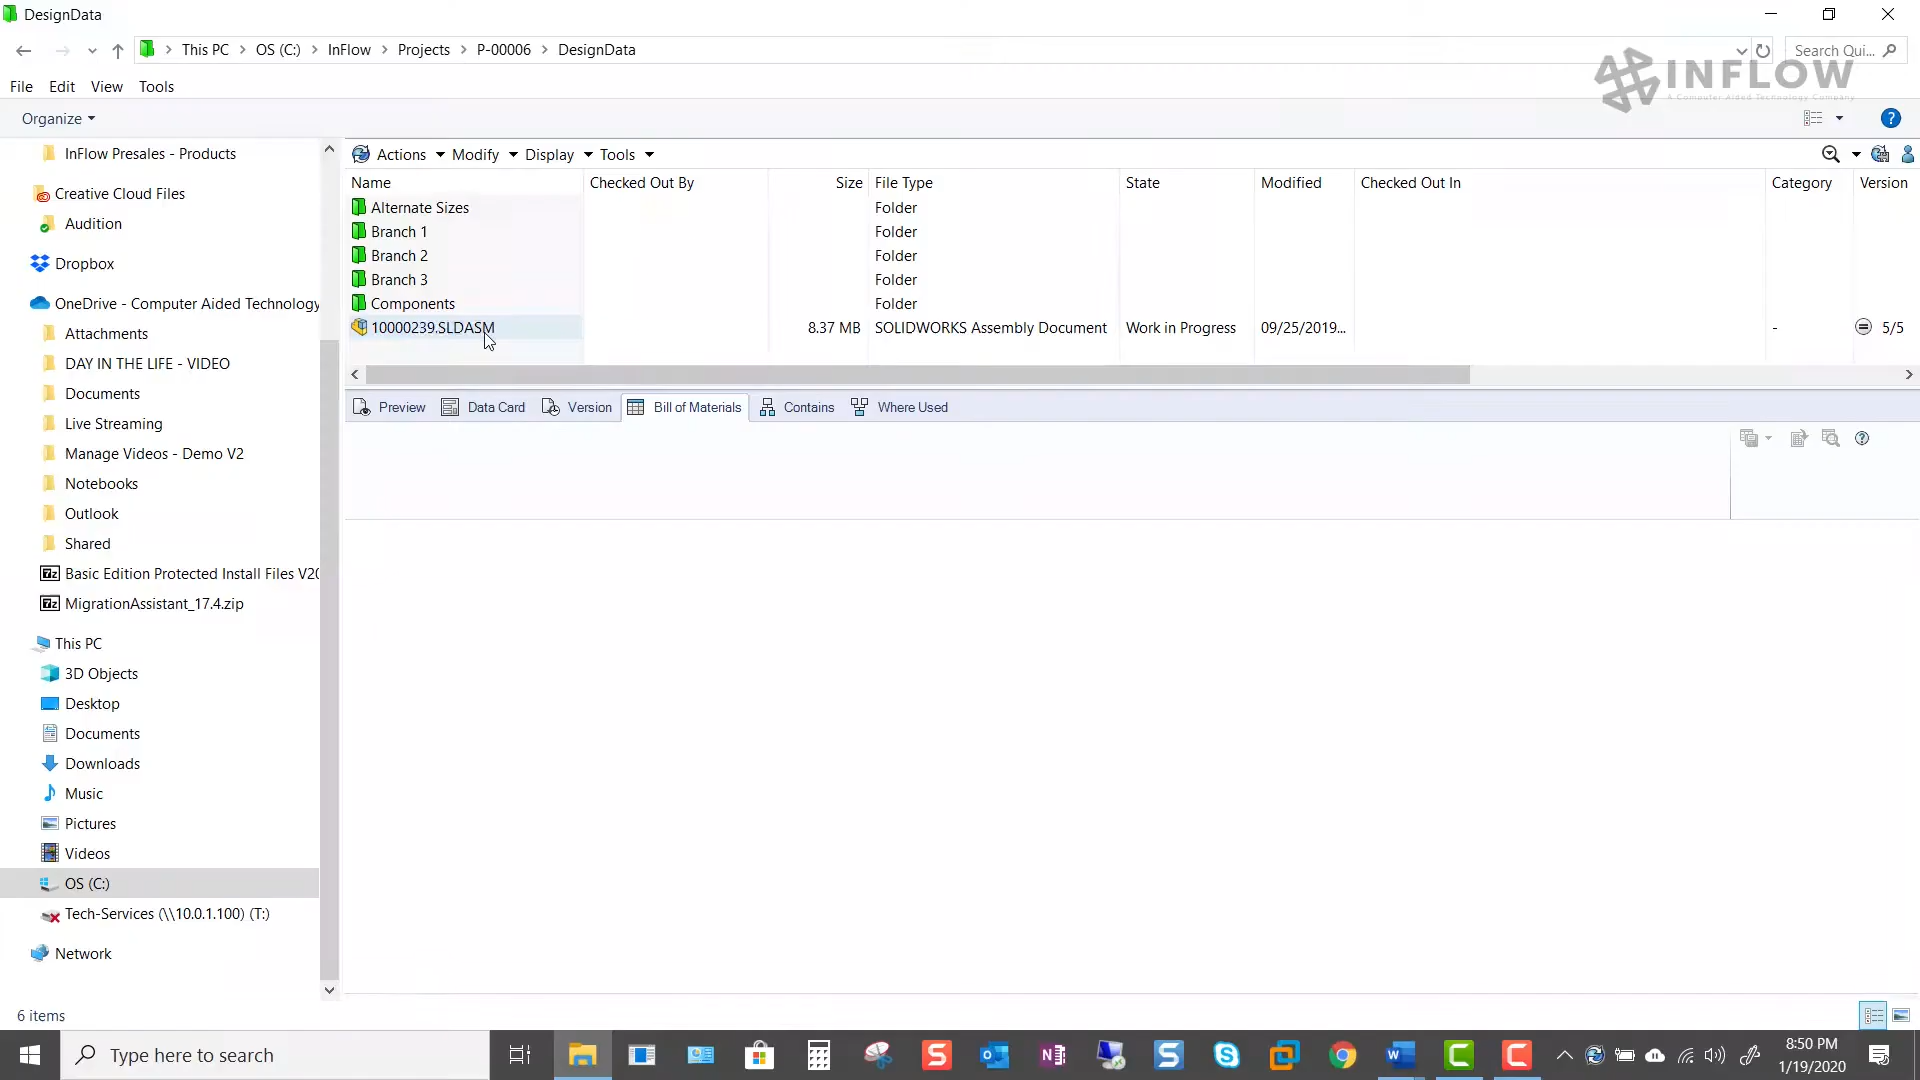 DesignData
This PC > OS (C:) > InFlow > Projects > P-00006 > DesignData
Search Qui...
INFLOW
A Computer Aided Technology Company
File Edit View Tools
Organize
InFlow Presales - Products
Creative Cloud Files
Audition
Dropbox
OneDrive - Computer Aided Technology
Attachments
DAY IN THE LIFE - VIDEO
Documents
Live Streaming
Manage Videos - Demo V2
Notebooks
Outlook
Shared
Basic Edition Protected Install Files V20
MigrationAssistant_17.4.zip
This PC
3D Objects
Desktop
Documents
Downloads
Music
Pictures
Videos
OS (C:)
Tech-Services (\\10.0.1.100) (T:)
Network
Actions Modify Display Tools
Name Checked Out By Size File Type State Modified Checked Out In Category Version
Alternate Sizes Folder
Branch 1 Folder
Branch 2 Folder
Branch 3 Folder
Components Folder
10000239.SLDASM 8.37 MB SOLIDWORKS Assembly Document Work in Progress 09/25/2019... - 5/5
Preview Data Card Version Bill of Materials Contains Where Used
6 items
Type here to search
8:50 PM
1/19/2020